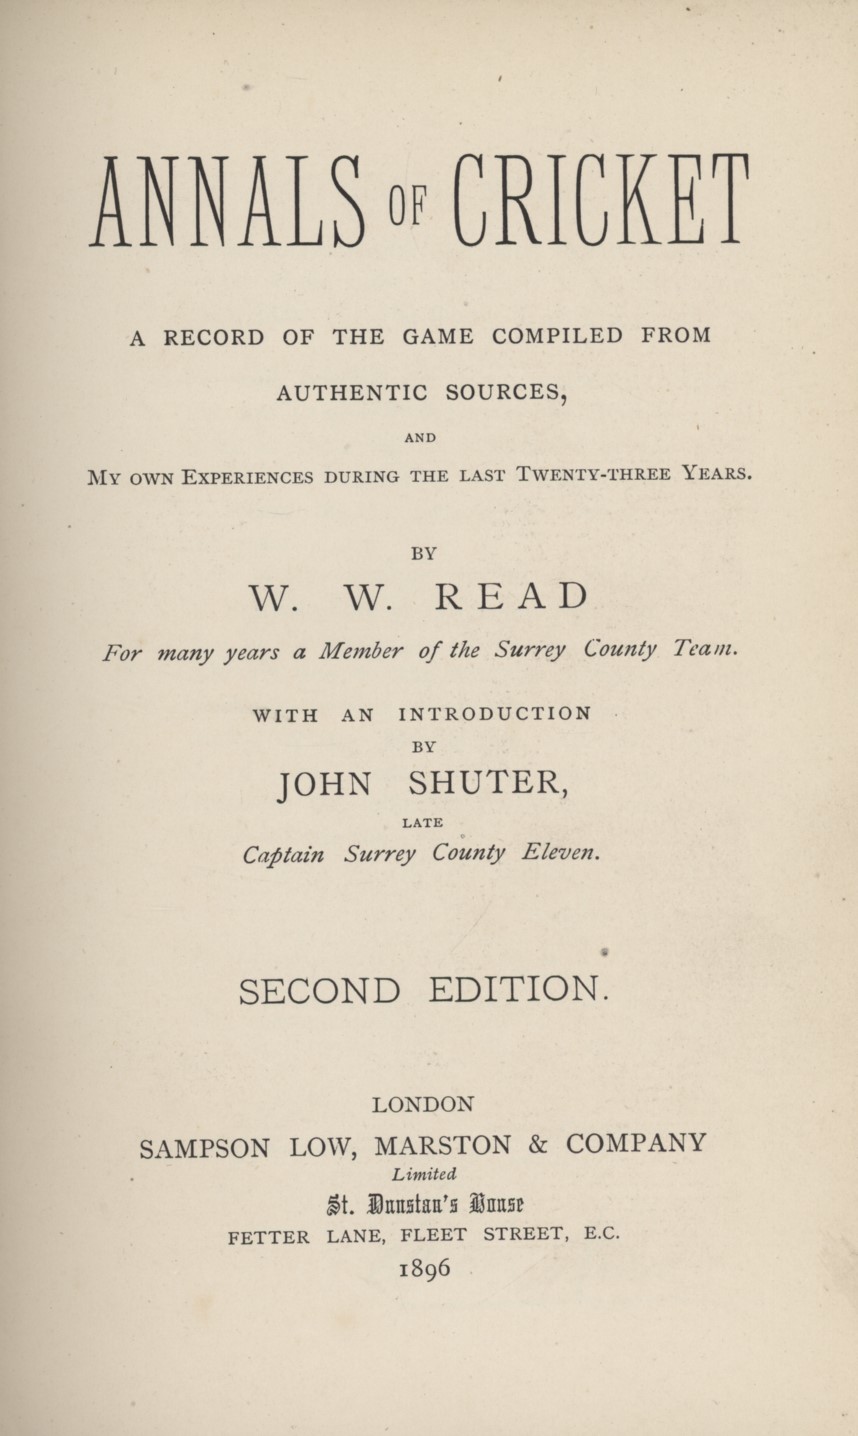 ANNALS OF CRICKET
A RECORD OF THE GAME COMPILED FROM
AUTHENTIC SOURCES,
AND
MY OWN EXPERIENCES DURING THE LAST TWENTY-THREE YEARS.
BY
W. W. READ
For many years a Member of the Surrey County Team.
WITH AN INTRODUCTION
BY
JOHN SHUTER,
LATE
Captain Surrey County Eleven.
SECOND EDITION.
LONDON
SAMPSON LOW, MARSTON & COMPANY
Limited
St. Dunstan's House
FETTER LANE, FLEET STREET, E.C.
1896